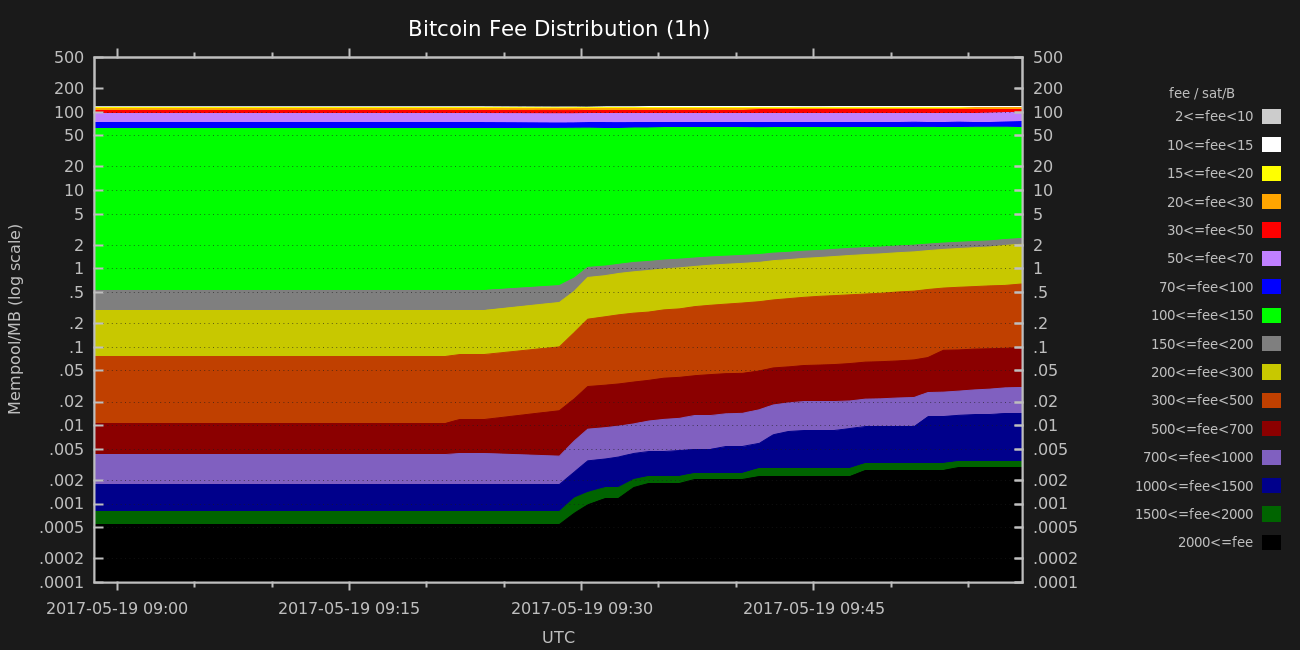 Bitcoin Fee Distribution (1h)
500
200
100
50
20
10
5
2
1
.5
.2
.1
.05
.02
.01
.005
.002
.001
.0005
.0002
.0001
Mempool/MB (log scale)
500
200
100
50
20
10
5
2
1
.5
.2
.1
.05
.02
.01
.005
.002
.001
.0005
.0002
.0001
2017-05-19 09:00
2017-05-19 09:15
2017-05-19 09:30
2017-05-19 09:45
UTC
fee / sat/B
2<=fee<10
10<=fee<15
15<=fee<20
20<=fee<30
30<=fee<50
50<=fee<70
70<=fee<100
100<=fee<150
150<=fee<200
200<=fee<300
300<=fee<500
500<=fee<700
700<=fee<1000
1000<=fee<1500
1500<=fee<2000
2000<=fee